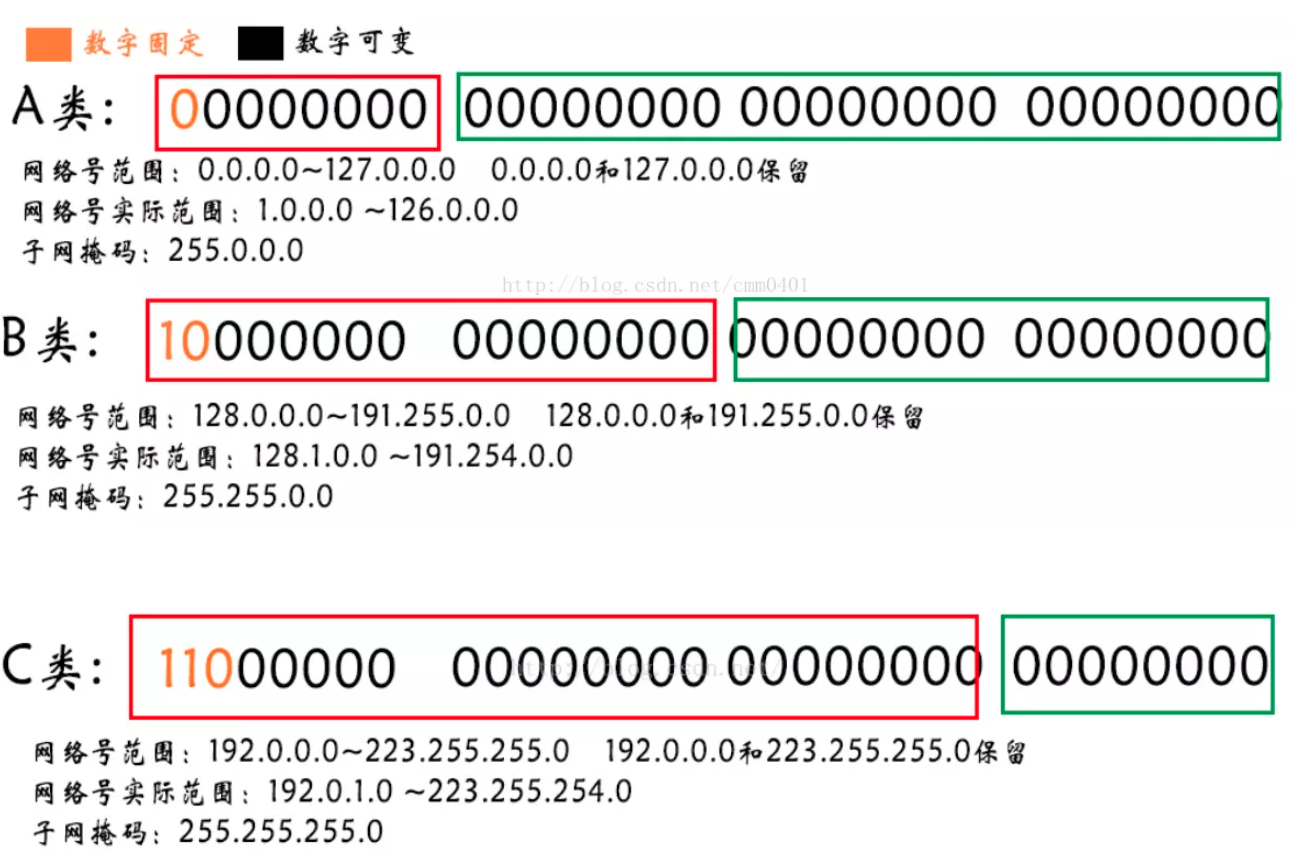 数字固定 数字可变
A类: 00000000 00000000 00000000 00000000
网络号范围: 0.0.0.0~127.0.0.0 0.0.0.0和127.0.0.0保留
网络号实际范围: 1.0.0.0 ~126.0.0.0
子网掩码: 255.0.0.0
http://blog.csdn.net/cmm0401
B类: 10000000 00000000 00000000 00000000
网络号范围: 128.0.0.0~191.255.0.0 128.0.0.0和191.255.0.0保留
网络号实际范围: 128.1.0.0 ~191.254.0.0
子网掩码: 255.255.0.0
C类: 11000000 00000000 00000000 00000000
http://blog.csdn.net/
网络号范围: 192.0.0.0~223.255.255.0 192.0.0.0和223.255.255.0保留
网络号实际范围: 192.0.1.0 ~223.255.254.0
子网掩码: 255.255.255.0